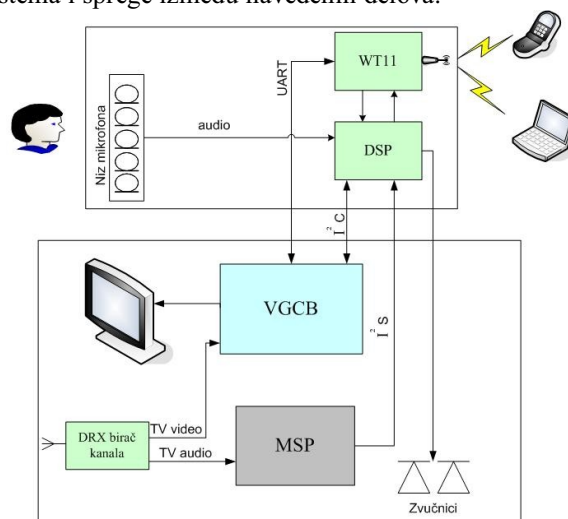 stema i sprege između navedenih delova.
WT11
UART
Niz mikrofona
audio
DSP
I²C
VGCB
I²S
DRX birač
kanala
TV video
TV audio
MSP
Zvučnici